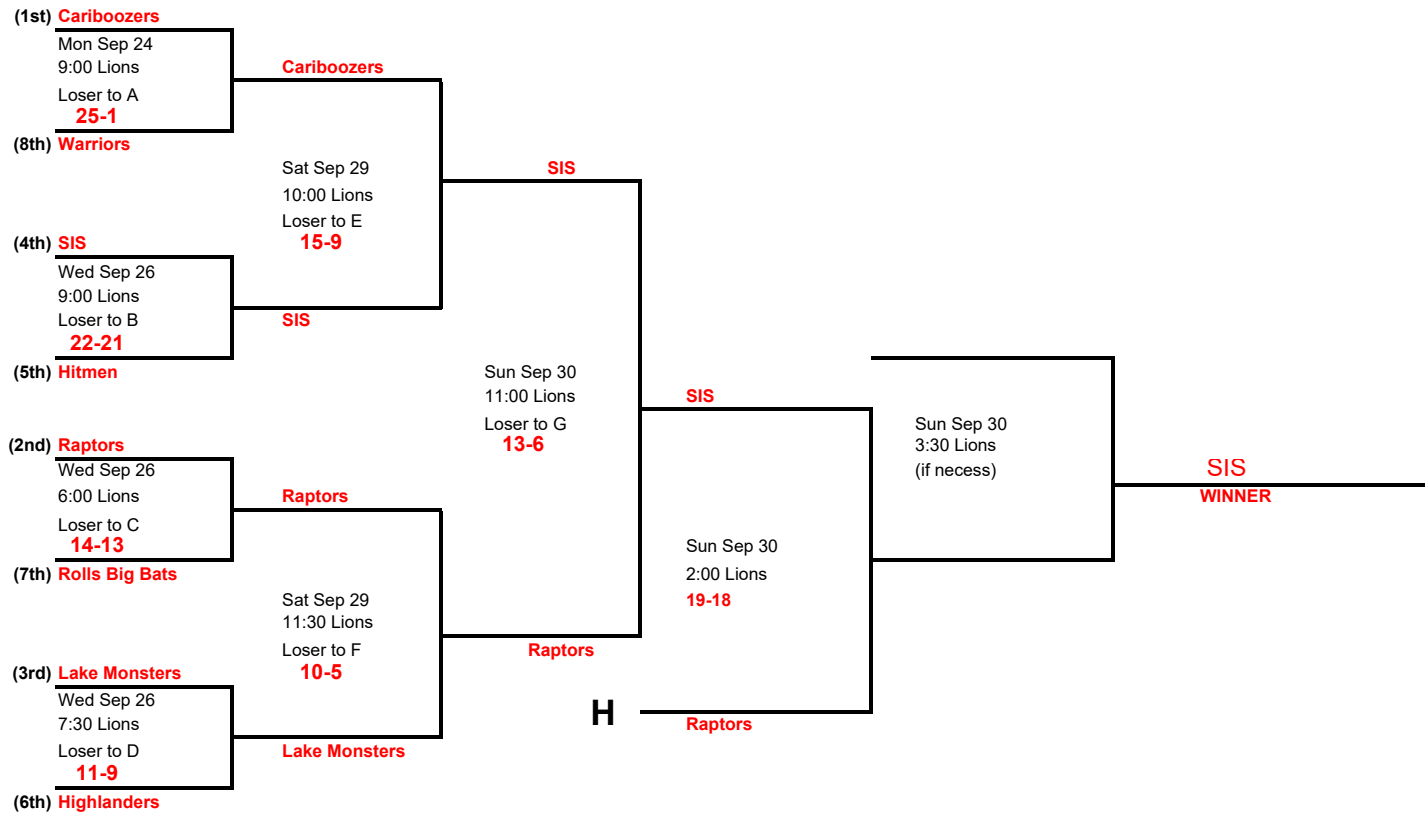 (1st) Cariboozers
Mon Sep 24
9:00 Lions
Loser to A
25-1
(8th) Warriors
Cariboozers
Sat Sep 29
10:00 Lions
Loser to E
15-9
SIS
(4th) SIS
Wed Sep 26
9:00 Lions
Loser to B
22-21
(5th) Hitmen
SIS
Sun Sep 30
11:00 Lions
Loser to G
13-6
Raptors
(2nd) Raptors
Wed Sep 26
6:00 Lions
Loser to C
14-13
(7th) Rolls Big Bats
Raptors
Sat Sep 29
11:30 Lions
Loser to F
10-5
Lake Monsters
(3rd) Lake Monsters
Wed Sep 26
7:30 Lions
Loser to D
11-9
(6th) Highlanders
SIS
Sun Sep 30
2:00 Lions
19-18
H
Raptors
Sun Sep 30
3:30 Lions
(if necess)
SIS
WINNER